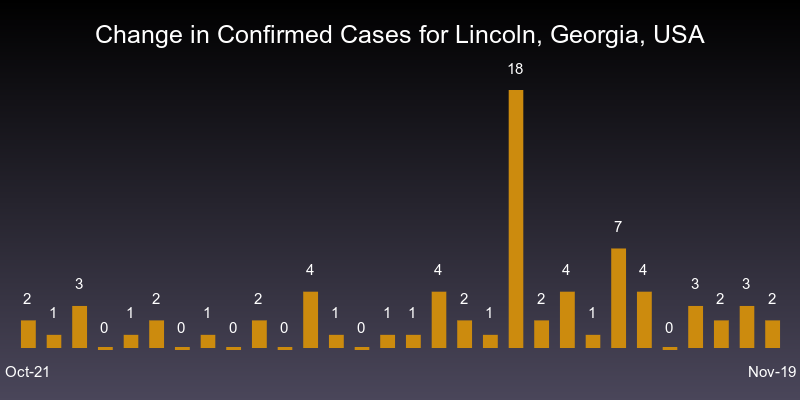 Change in Confirmed Cases for Lincoln, Georgia, USA
2 1 3 0 1 2 0 1 0 2 0 4 1 0 1 1 4 2 1 18 2 4 1 7 4 0 3 2 3 2
Oct-21 Nov-19